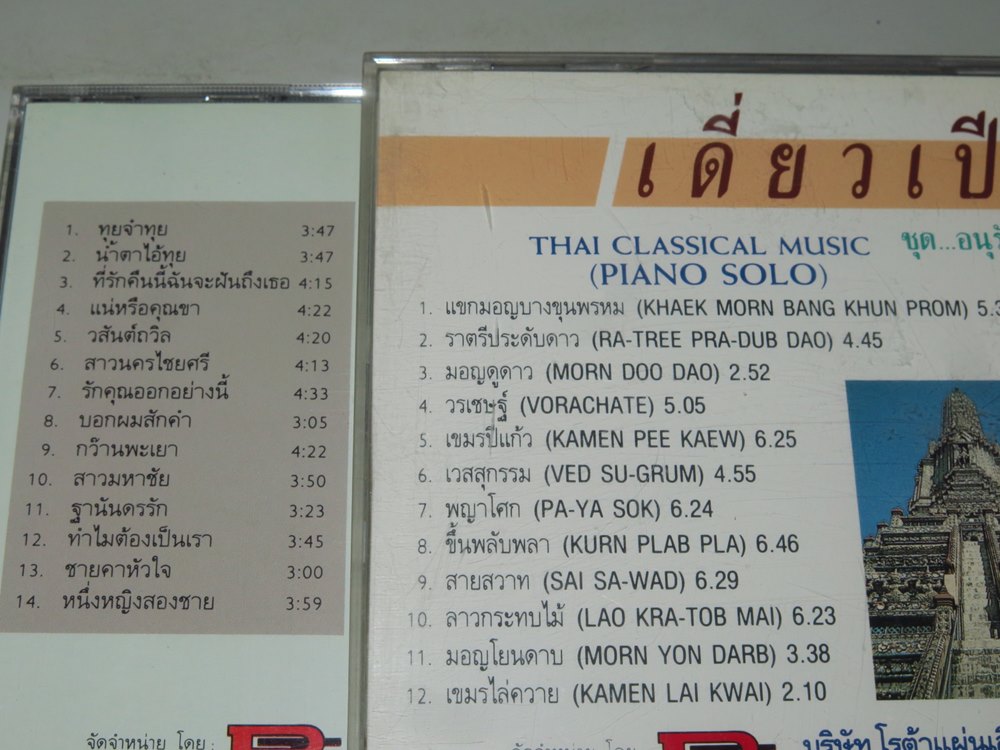 1. ทุยจ๋าทุย 3:47
2. น้ำตาไอ้ทุย 3:47
3. ที่รักคืนนี้ฉันจะฝันถึงเธอ 4:15
4. แน่หรือคุณขา 4:22
5. วสันต์ถวิล 4:20
6. สาวนครไชยศรี 4:13
7. รักคุณออกอย่างนี้ 4:33
8. บอกผมสักคำ 3:05
9. กว๊านพะเยา 4:22
10. สาวมหาชัย 3:50
11. ฐานันดรรัก 3:23
12. ทำไมต้องเป็นเรา 3:45
13. ชายคาหัวใจ 3:00
14. หนึ่งหญิงสองชาย 3:59
จัดจำหน่าย โดย :
เดี่ยวเปี
ชุด...อนุรั
THAI CLASSICAL MUSIC
(PIANO SOLO)
1. แขกมอญบางขุนพรหม (KHAEK MORN BANG KHUN PROM) 5.3
2. ราตรีประดับดาว (RA-TREE PRA-DUB DAO) 4.45
3. มอญดูดาว (MORN DOO DAO) 2.52
4. วรเชษฐ์ (VORACHATE) 5.05
5. เขมรปี่แก้ว (KAMEN PEE KAEW) 6.25
6. เวสสุกรรม (VED SU-GRUM) 4.55
7. พญาโศก (PA-YA SOK) 6.24
8. ขึ้นพลับพลา (KURN PLAB PLA) 6.46
9. สายสวาท (SAI SA-WAD) 6.29
10. ลาวกระทบไม้ (LAO KRA-TOB MAI) 6.23
11. มอญโยนดาบ (MORN YON DARB) 3.38
12. เขมรไล่ควาย (KAMEN LAI KWAI) 2.10
จัดจำหน่าย โดย
บริษัท โรต้าแผ่นเ